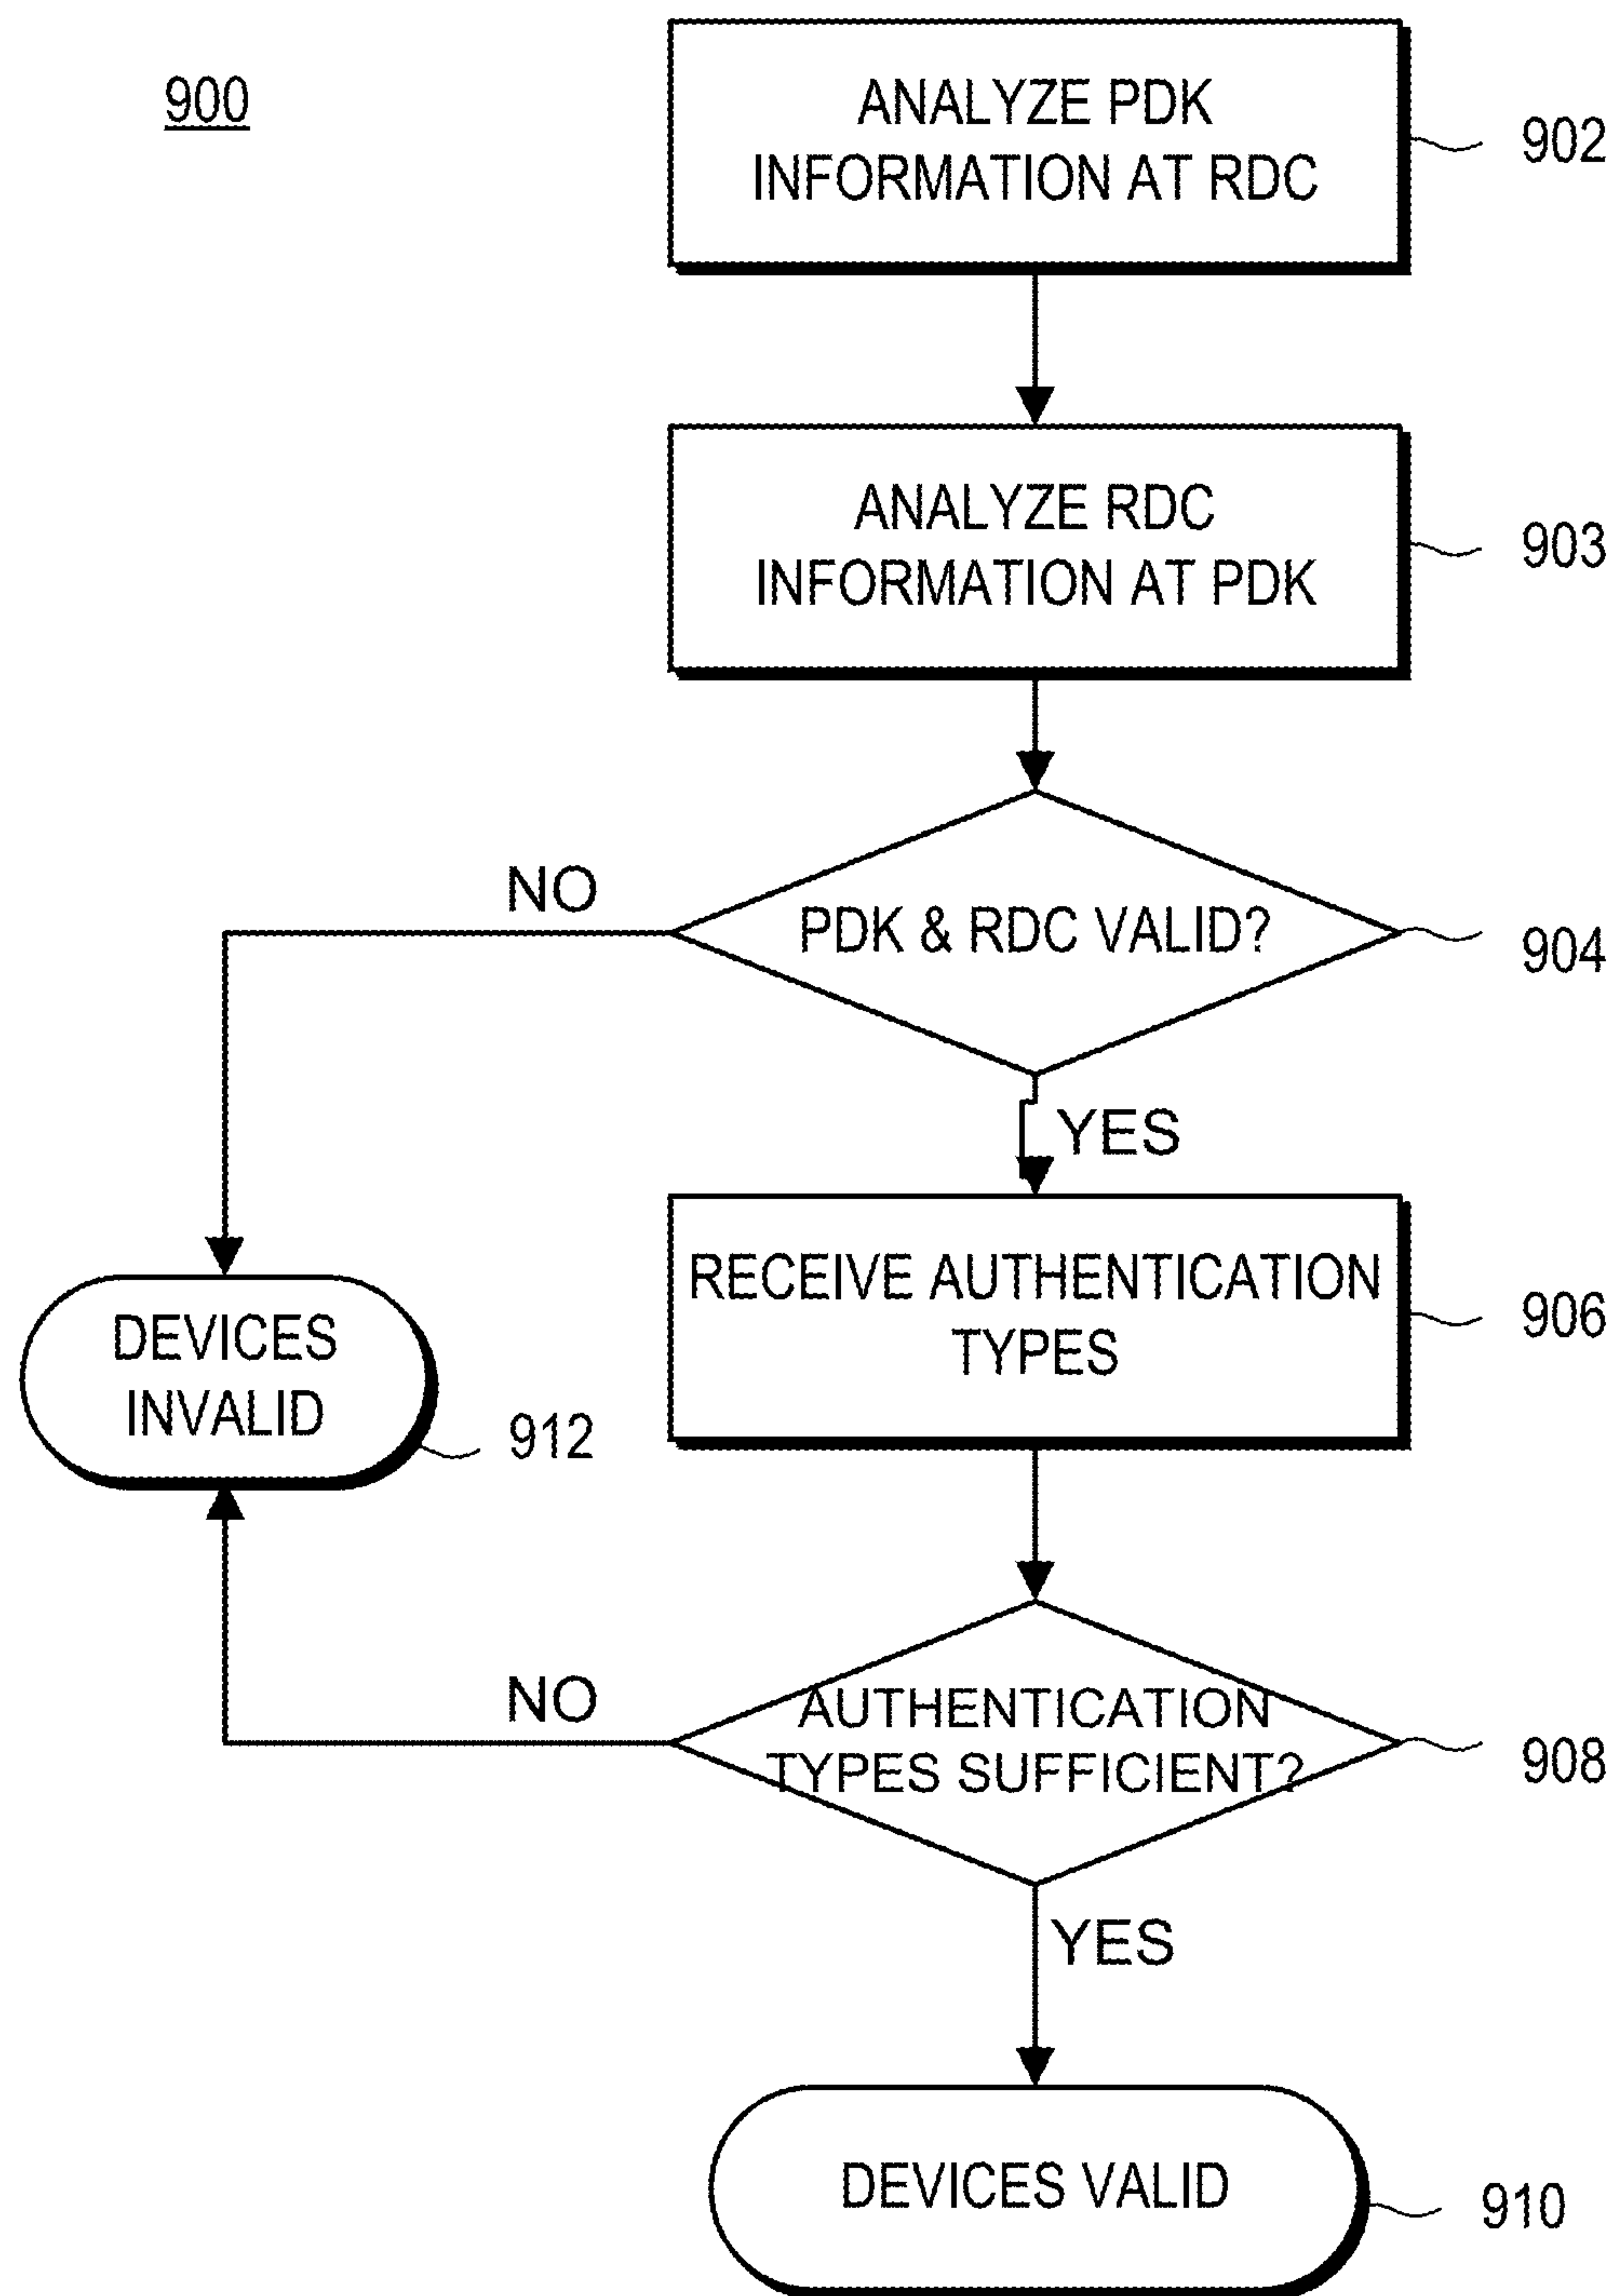 900
ANALYZE PDK
INFORMATION AT RDC
902
ANALYZE RDC
INFORMATION AT PDK
903
PDK & RDC VALID?
904
NO
YES
RECEIVE AUTHENTICATION
TYPES
906
DEVICES
INVALID
912
AUTHENTICATION
TYPES SUFFICIENT?
908
NO
YES
DEVICES VALID
910